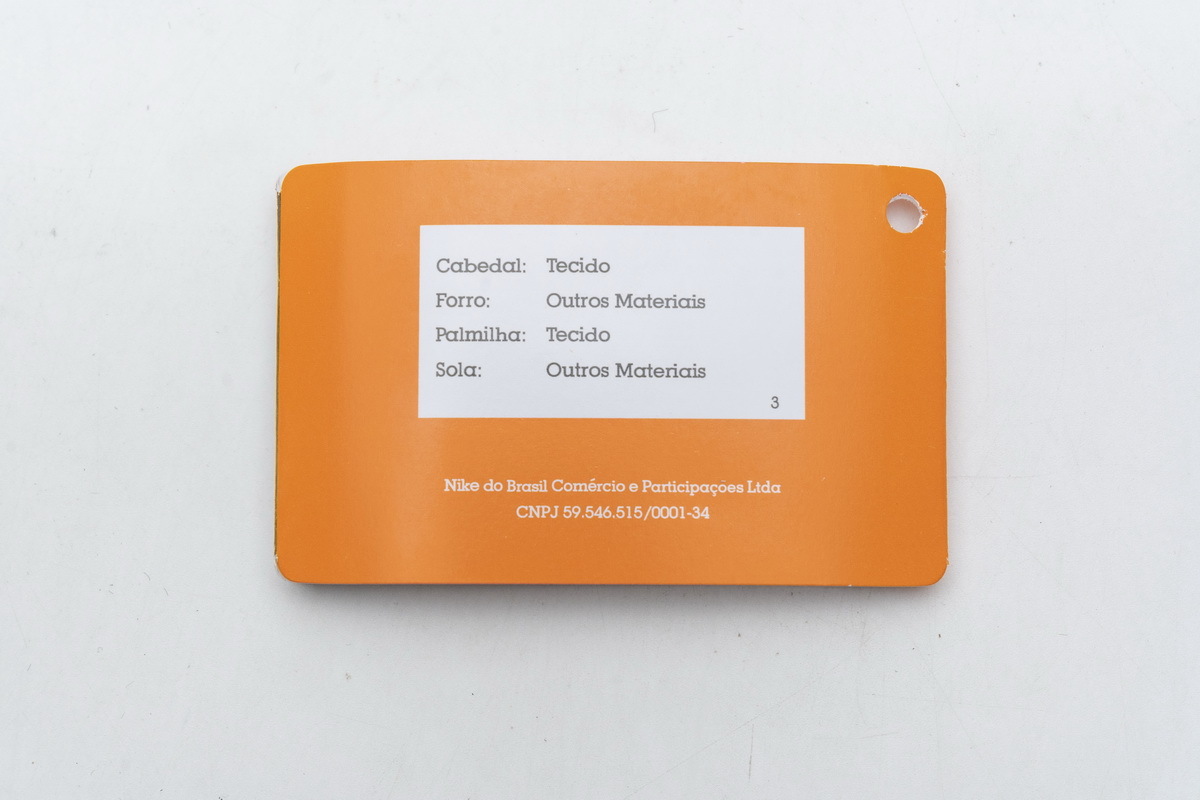 Cabedal: Tecido
Forro: Outros Materiais
Palmilha: Tecido
Sola: Outros Materiais
3
Nike do Brasil Comércio e Participações Ltda
CNPJ 59.546.515/0001-34